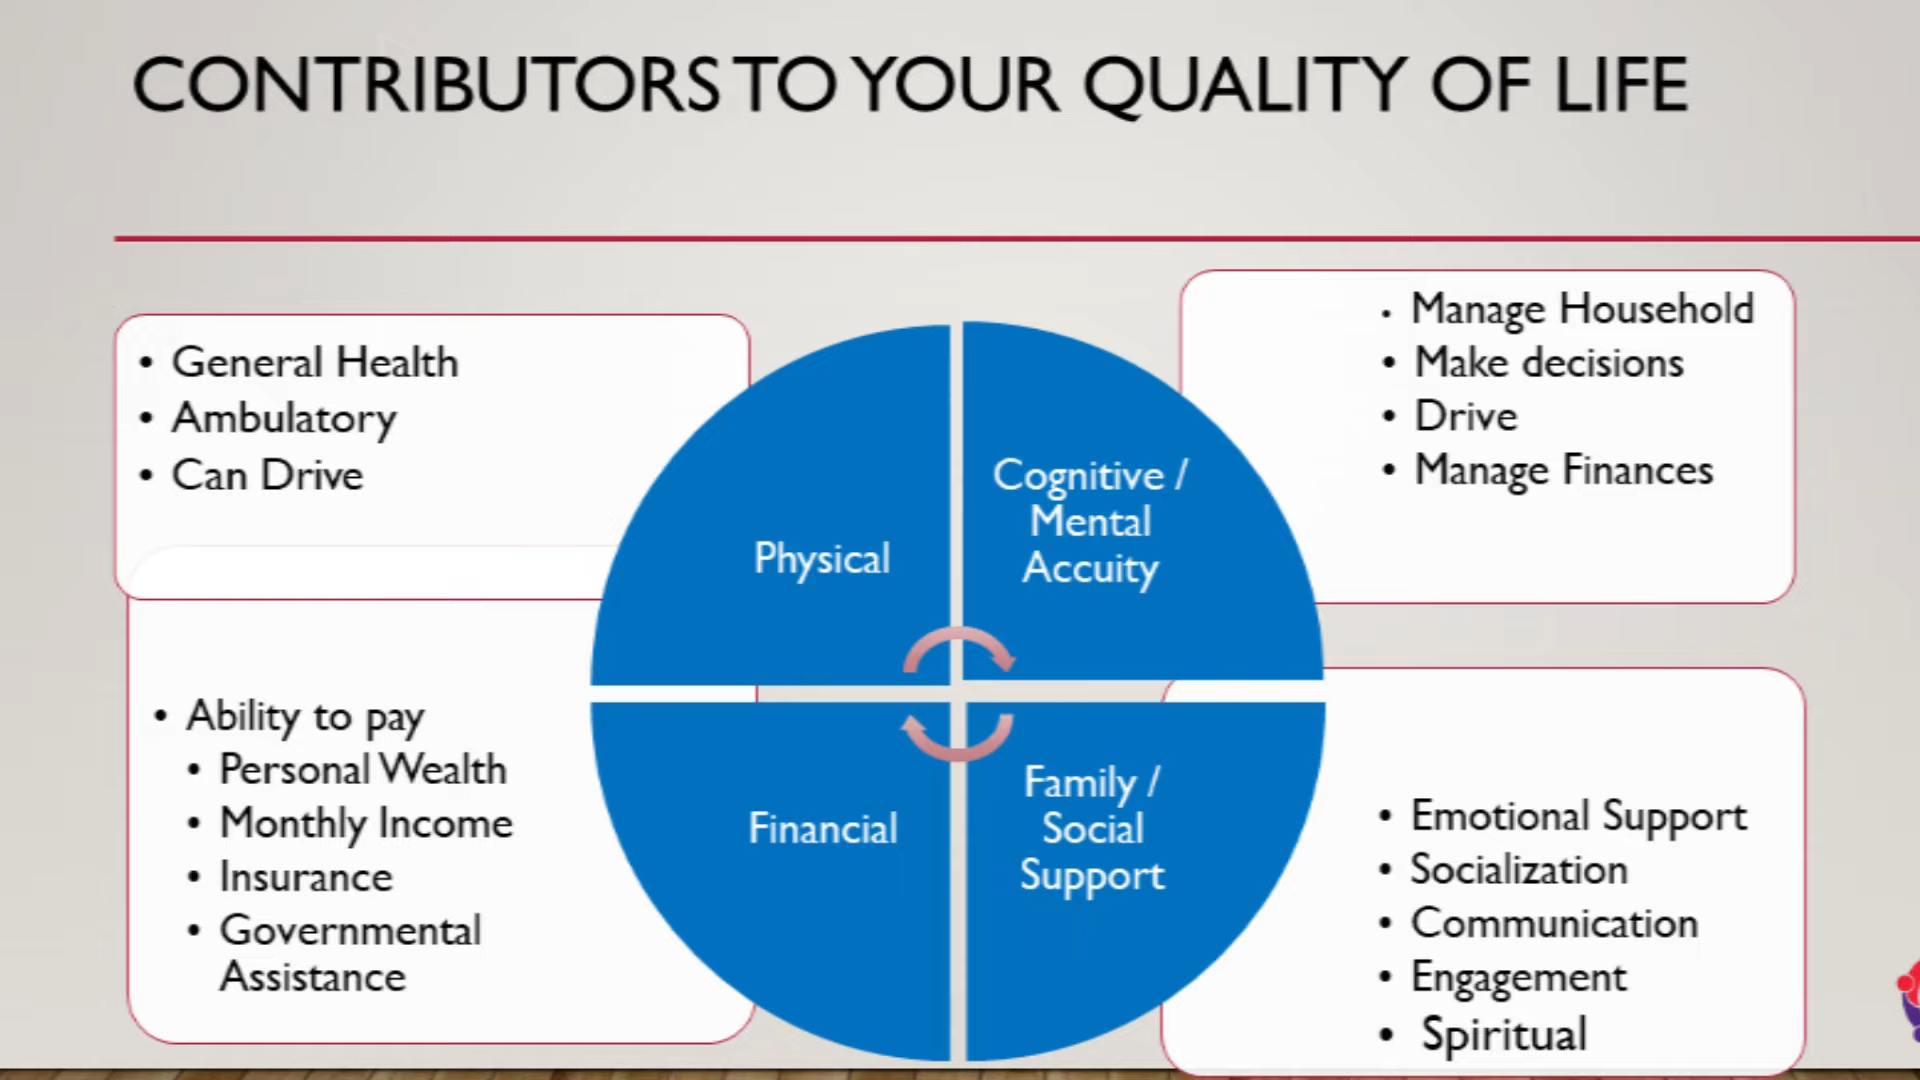 CONTRIBUTORS TO YOUR QUALITY OF LIFE
• General Health
• Ambulatory
• Can Drive
Physical
Cognitive /
Mental
Accuity
• Manage Household
• Make decisions
• Drive
• Manage Finances
• Ability to pay
• Personal Wealth
• Monthly Income
• Insurance
• Governmental
Assistance
Financial
Family /
Social
Support
• Emotional Support
• Socialization
• Communication
• Engagement
• Spiritual